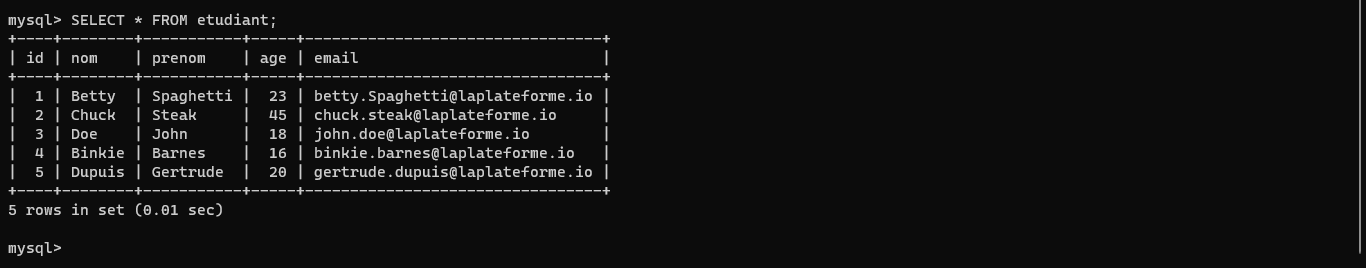 mysql> SELECT * FROM etudiant;
+----+--------+-----------+-----+---------------------------------+
| id | nom    | prenom    | age | email                           |
+----+--------+-----------+-----+---------------------------------+
|  1 | Betty  | Spaghetti |  23 | betty.Spaghetti@laplateforme.io |
|  2 | Chuck  | Steak     |  45 | chuck.steak@laplateforme.io     |
|  3 | Doe    | John      |  18 | john.doe@laplateforme.io        |
|  4 | Binkie | Barnes    |  16 | binkie.barnes@laplateforme.io   |
|  5 | Dupuis | Gertrude  |  20 | gertrude.dupuis@laplateforme.io |
+----+--------+-----------+-----+---------------------------------+
5 rows in set (0.01 sec)

mysql>